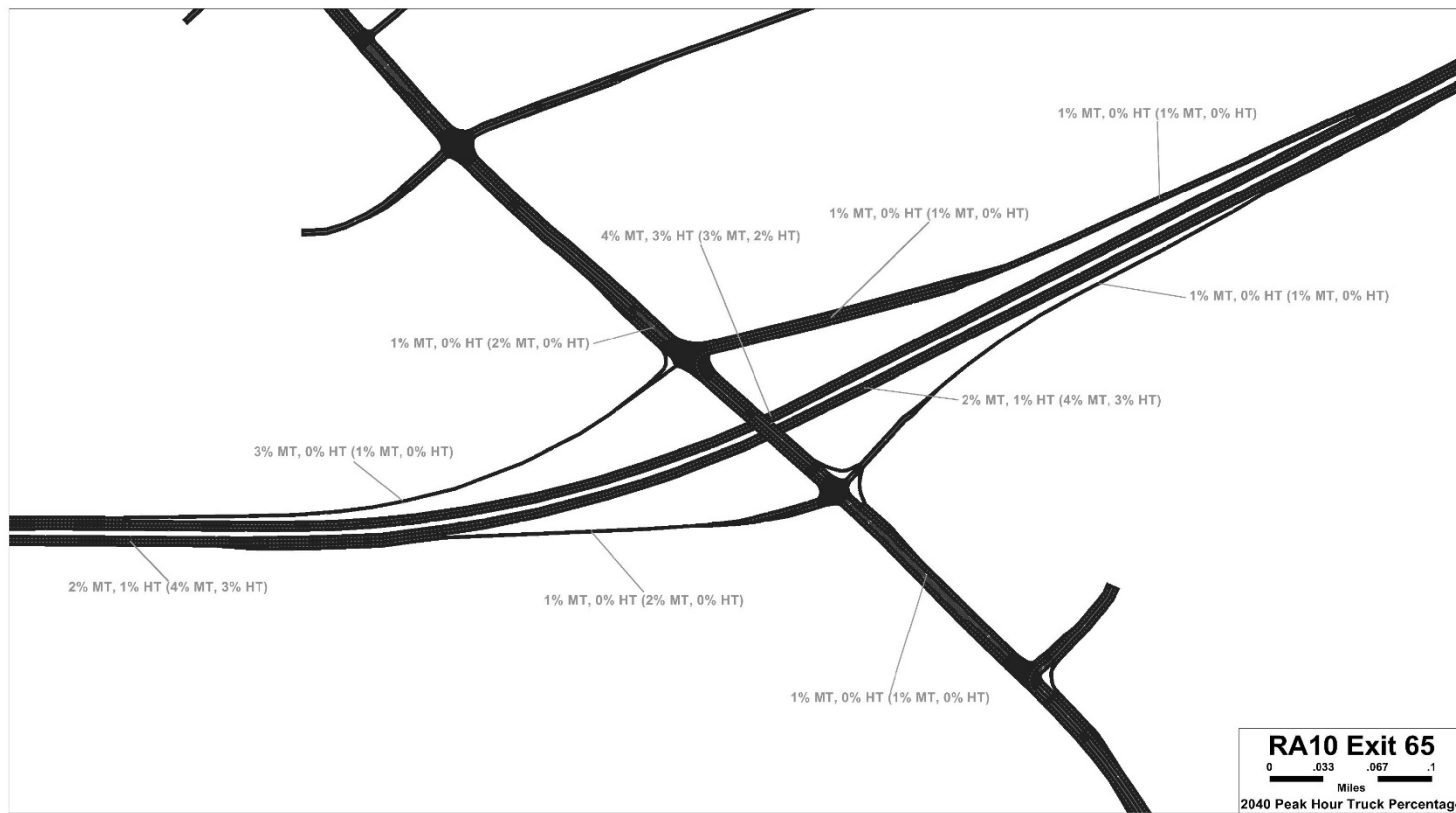 1% MT, 0% HT (1% MT, 0% HT)
1% MT, 0% HT (1% MT, 0% HT)
4% MT, 3% HT (3% MT, 2% HT)
1% MT, 0% HT (1% MT, 0% HT)
1% MT, 0% HT (2% MT, 0% HT)
2% MT, 1% HT (4% MT, 3% HT)
3% MT, 0% HT (1% MT, 0% HT)
2% MT, 1% HT (4% MT, 3% HT)
1% MT, 0% HT (2% MT, 0% HT)
1% MT, 0% HT (1% MT, 0% HT)
RA10 Exit 65
0 .033 .067 .1
Miles
2040 Peak Hour Truck Percentag